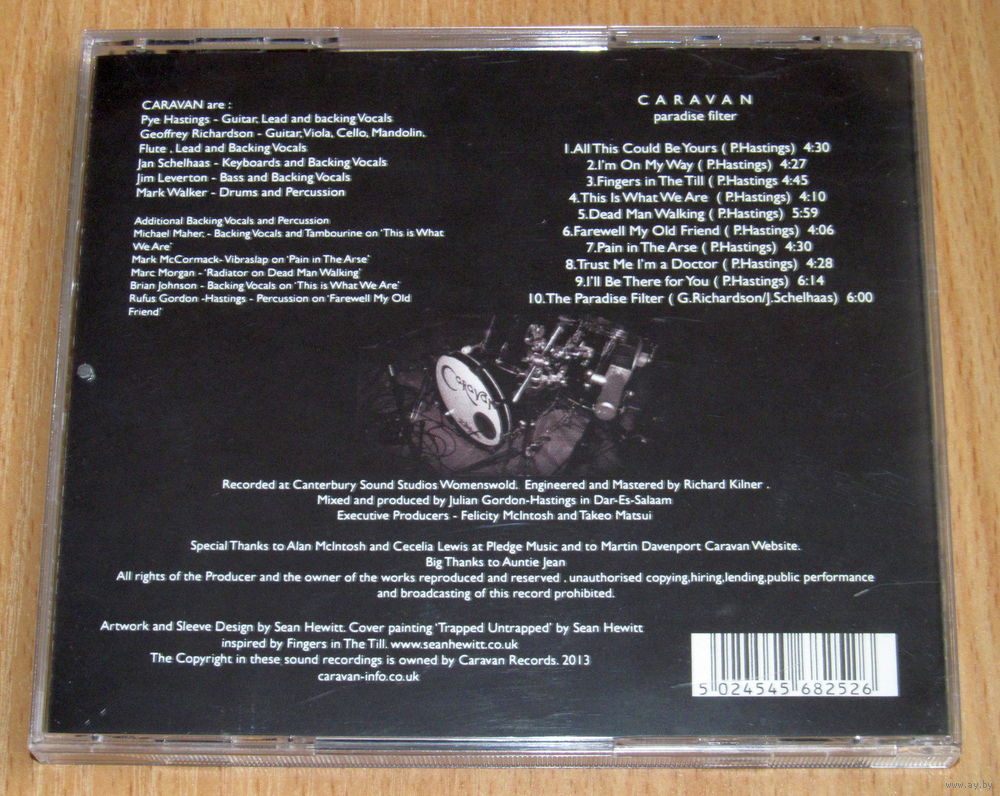 CARAVAN are :
Pye Hastings - Guitar, Lead and backing Vocals
Geoffrey Richardson - Guitar, Viola, Cello, Mandolin,
Flute , Lead and Backing Vocals
Jan Schelhaas - Keyboards and Backing Vocals
Jim Leverton - Bass and Backing Vocals
Mark Walker - Drums and Percussion
Additional Backing Vocals and Percussion
Michael Maher. - Backing Vocals and Tambourine on 'This is What
We Are'
Mark McCormack- Vibraslap on 'Pain in The Arse'
Marc Morgan - 'Radiator on Dead Man Walking'
Brian Johnson - Backing Vocals on 'This is What We Are'
Rufus Gordon -Hastings - Percussion on 'Farewell My Old
Friend'
CARAVAN
paradise filter
1.All This Could Be Yours ( P.Hastings) 4:30
2.I'm On My Way ( P.Hastings) 4:27
3.Fingers in The Till ( P.Hastings 4:45
4.This Is What We Are ( P.Hastings) 4:10
5.Dead Man Walking ( P.Hastings) 5:59
6.Farewell My Old Friend ( P.Hastings) 4:06
7.Pain in The Arse ( P.Hastings) 4:30
8.Trust Me I'm a Doctor ( P.Hastings) 4:28
9.I'll Be There for You ( P.Hastings) 6:14
10.The Paradise Filter ( G.Richardson/J.Schelhaas) 6:00
Caravan
Recorded at Canterbury Sound Studios Womenswold. Engineered and Mastered by Richard Kilner .
Mixed and produced by Julian Gordon-Hastings in Dar-Es-Salaam
Executive Producers - Felicity McIntosh and Takeo Matsui
Special Thanks to Alan McIntosh and Cecelia Lewis at Pledge Music and to Martin Davenport Caravan Website.
Big Thanks to Auntie Jean
All rights of the Producer and the owner of the works reproduced and reserved . unauthorised copying,hiring,lending,public performance
and broadcasting of this record prohibited.
Artwork and Sleeve Design by Sean Hewitt. Cover painting 'Trapped Untrapped' by Sean Hewitt
inspired by Fingers in The Till. www.seanhewitt.co.uk
The Copyright in these sound recordings is owned by Caravan Records. 2013
caravan-info.co.uk
5 024545 682526
www.ay.by